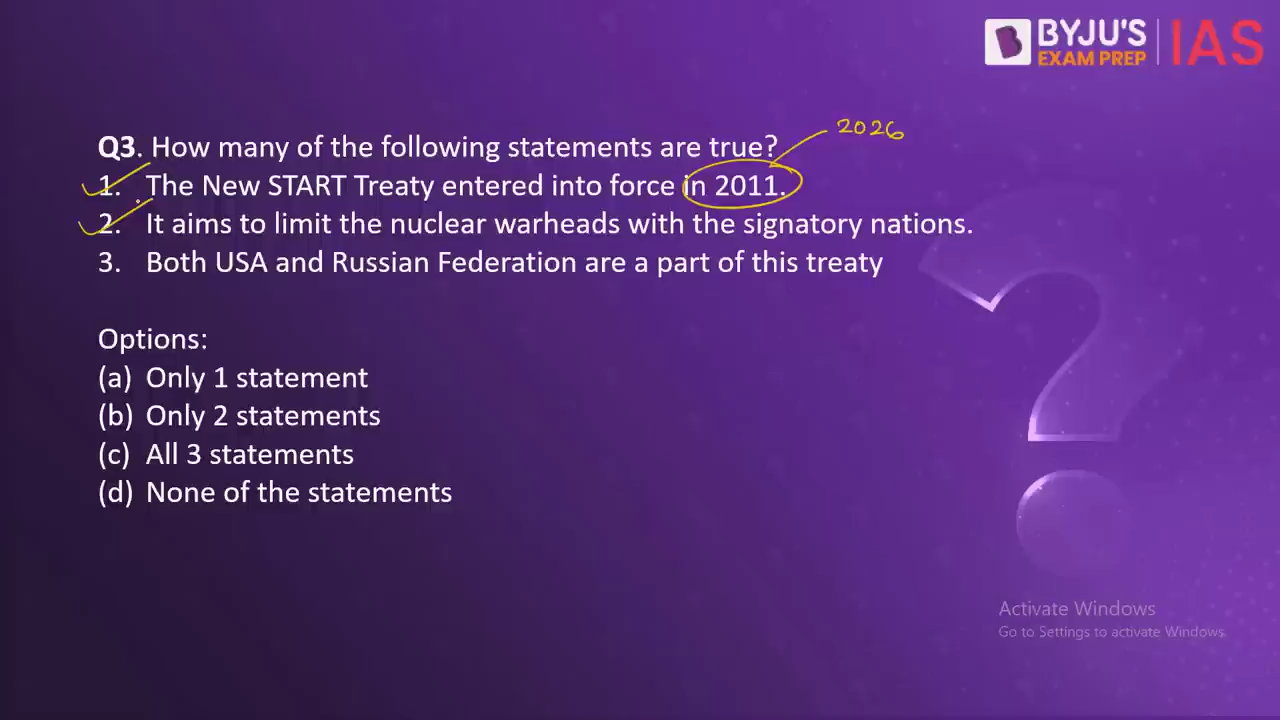 BYJU'S
EXAM PREP
IAS
2026
Q3. How many of the following statements are true?
1. The New START Treaty entered into force in 2011.
2. It aims to limit the nuclear warheads with the signatory nations.
3. Both USA and Russian Federation are a part of this treaty
Options:
(a) Only 1 statement
(b) Only 2 statements
(c) All 3 statements
(d) None of the statements
Activate Windows
Go to Settings to activate Windows.